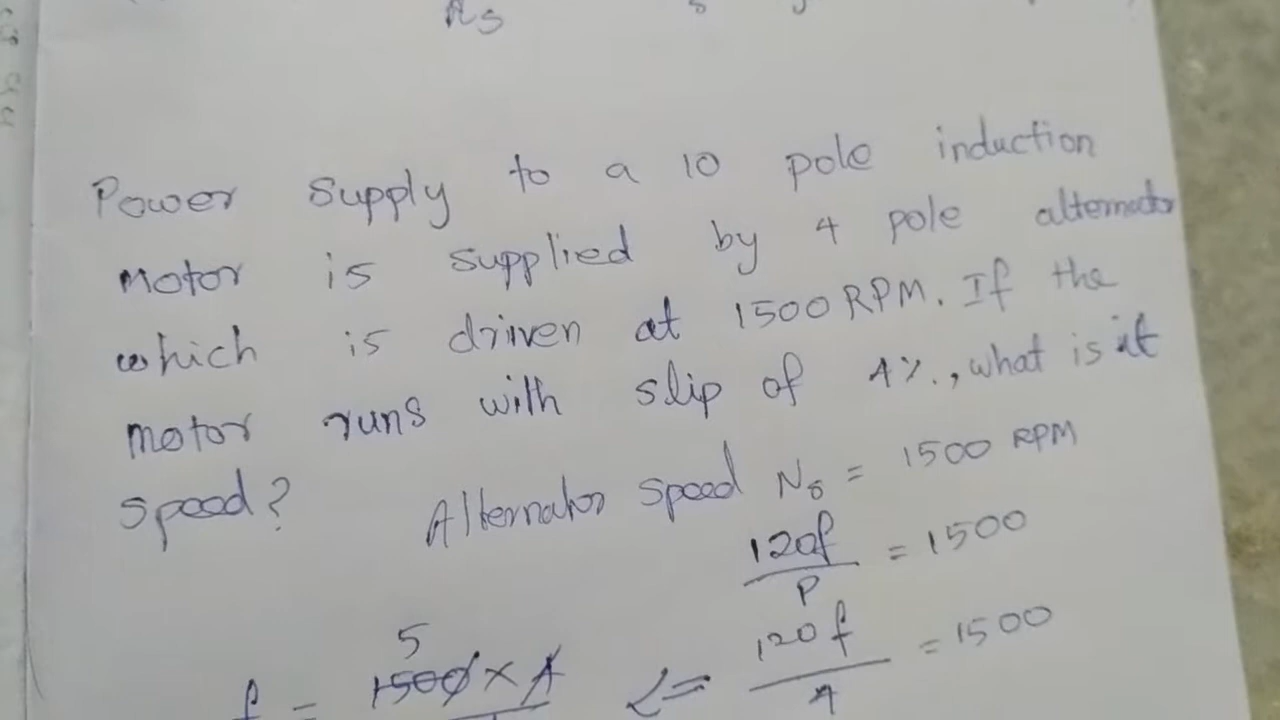 Power supply to a 10 pole induction
Motor is supplied by 4 pole alternator
which is driven at 1500 RPM. If the
motor runs with slip of 4%., what is it
speed?
Alternator speed Ns = 1500 RPM
120f/P = 1500
f = 1500 × 4 <= 120f/4 = 1500
5